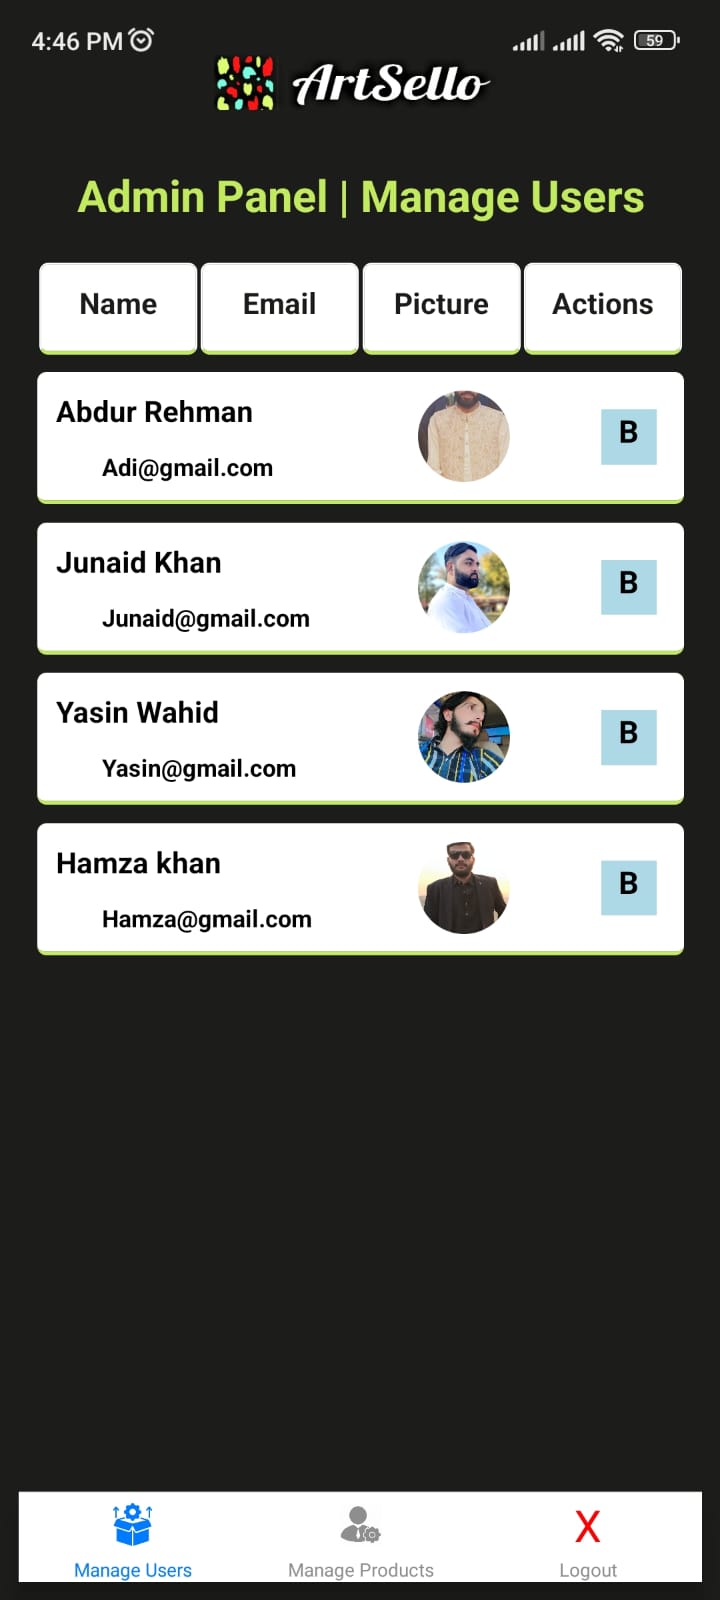 4:46 PM
59
ArtSello
Admin Panel | Manage Users
Name Email Picture Actions
Abdur Rehman
B
Adi@gmail.com
Junaid Khan
B
Junaid@gmail.com
Yasin Wahid
B
Yasin@gmail.com
Hamza khan
B
Hamza@gmail.com
X
Manage Users Manage Products Logout